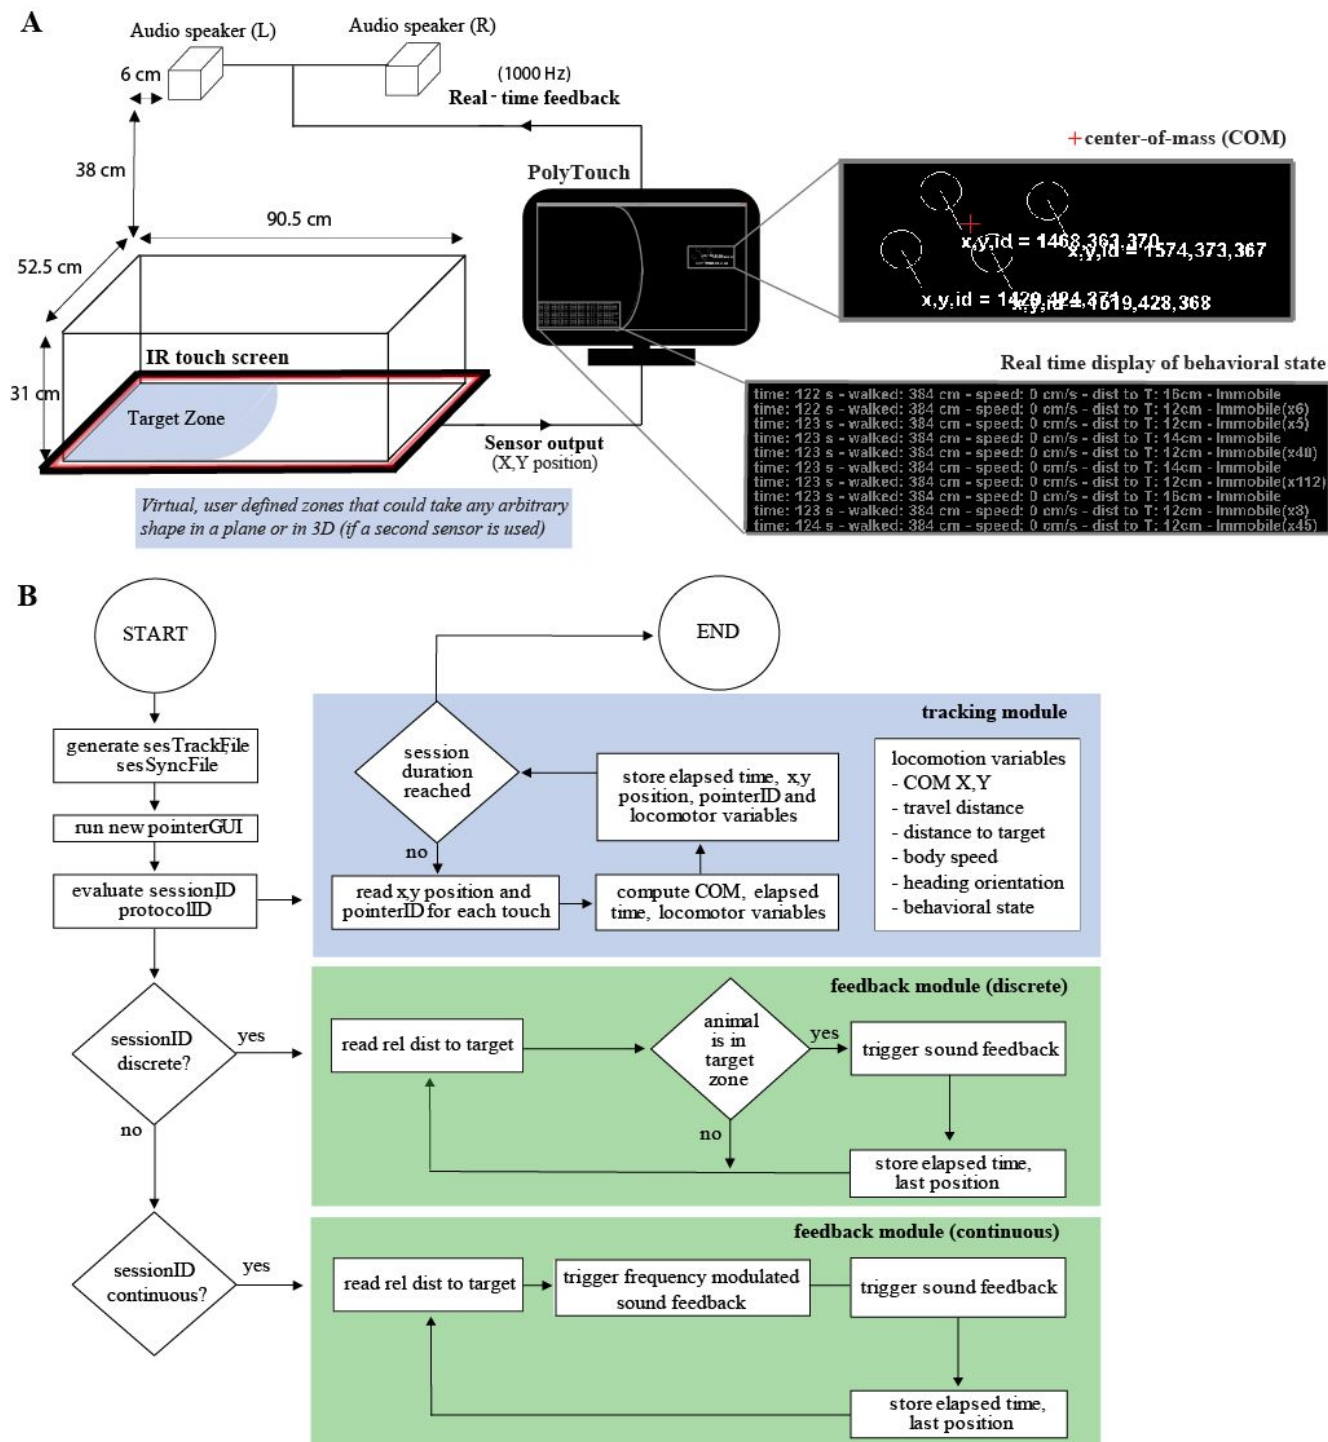 A
Audio speaker (L)
Audio speaker (R)
6 cm
(1000 Hz)
Real - time feedback
38 cm
90.5 cm
52.5 cm
31 cm
IR touch screen
Target Zone
Sensor output
(X,Y position)
Virtual, user defined zones that could take any arbitrary
shape in a plane or in 3D (if a second sensor is used)
PolyTouch
+center-of-mass (COM)
x,y,id = 1468,363,370
x,y,id = 1574,373,367
x,y,id =
1519,428,368
Real time display of behavioral state
time: 122 s - walked: 384 cm - speed: 0 cm/s - dist to T: 16cm - Immobile
time: 123 s - walked: 384 cm - speed: 0 cm/s - dist to T: 12cm - Immobile(x6)
time: 123 s - walked: 384 cm - speed: 0 cm/s - dist to T: 12cm - Immobile(x5)
time: 123 s - walked: 384 cm - speed: 0 cm/s - dist to T: 14cm - Immobile
time: 123 s - walked: 384 cm - speed: 0 cm/s - dist to T: 12cm - Immobile(x40)
time: 123 s - walked: 384 cm - speed: 0 cm/s - dist to T: 14cm - Immobile
time: 123 s - walked: 384 cm - speed: 0 cm/s - dist to T: 12cm - Immobile(x112)
time: 123 s - walked: 384 cm - speed: 0 cm/s - dist to T: 16cm - Immobile
time: 123 s - walked: 384 cm - speed: 0 cm/s - dist to T: 12cm - Immobile(x3)
time: 124 s - walked: 384 cm - speed: 0 cm/s - dist to T: 12cm - Immobile(x45)
B
START
generate sesTrackFile,
sesSyncFile
run new pointerGUI
evaluate sessionID,
protocolID
END
tracking module
session
duration
reached
no
read x,y position and
pointerID for each touch
compute COM, elapsed
time, locomotor variables
store elapsed time, x,y
position, pointerID and
locomotor variables
locomotion variables
- COM X,Y
- travel distance
- distance to target
- body speed
- heading orientation
- behavioral state
sessionID
discrete?
yes
no
feedback module (discrete)
read rel dist to target
animal
is in
target
zone
yes
no
trigger sound feedback
store elapsed time,
last position
sessionID
continuous?
yes
feedback module (continuous)
read rel dist to target
trigger frequency modulated
sound feedback
trigger sound feedback
store elapsed time,
last position